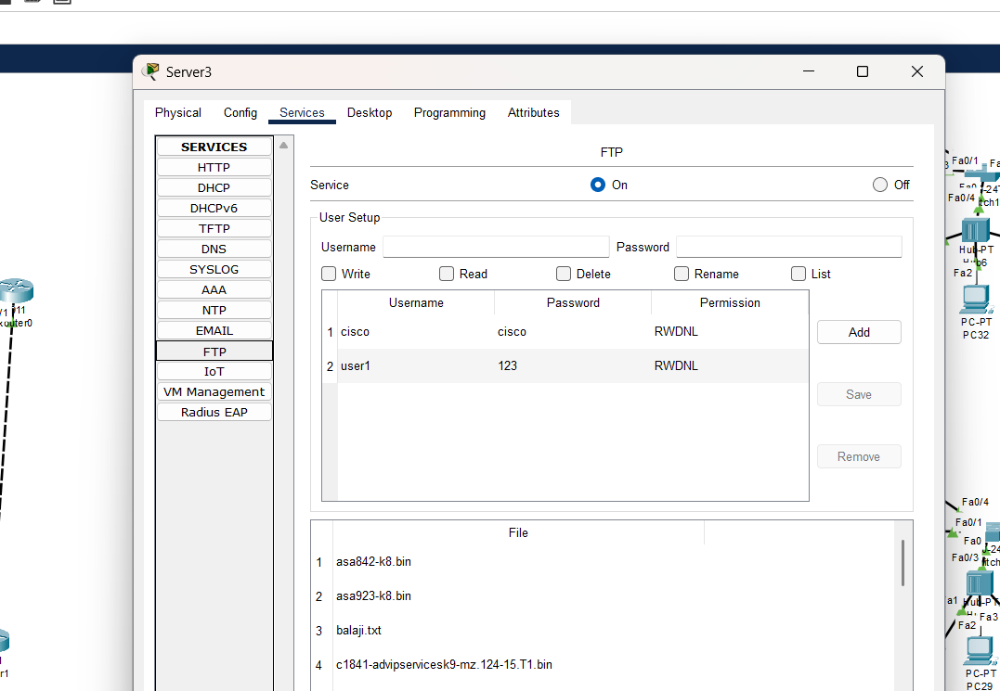 Server3
Physical Config Services Desktop Programming Attributes
SERVICES
HTTP
DHCP
DHCPv6
TFTP
DNS
SYSLOG
AAA
NTP
EMAIL
FTP
IoT
VM Management
Radius EAP
FTP
Service On Off
User Setup
Username Password
Write Read Delete Rename List
Username Password Permission
1 cisco cisco RWDNL
2 user1 123 RWDNL
Add
Save
Remove
File
1 asa842-k8.bin
2 asa923-k8.bin
3 balaji.txt
4 c1841-advipservicesk9-mz.124-15.T1.bin
Fa0/1
Fa0/4
Hub-PT
Fa2
PC-PT
PC32
Fa0/4
Fa0/1
Fa0
Fa0/3
Fa3
Fa2
PC-PT
PC29